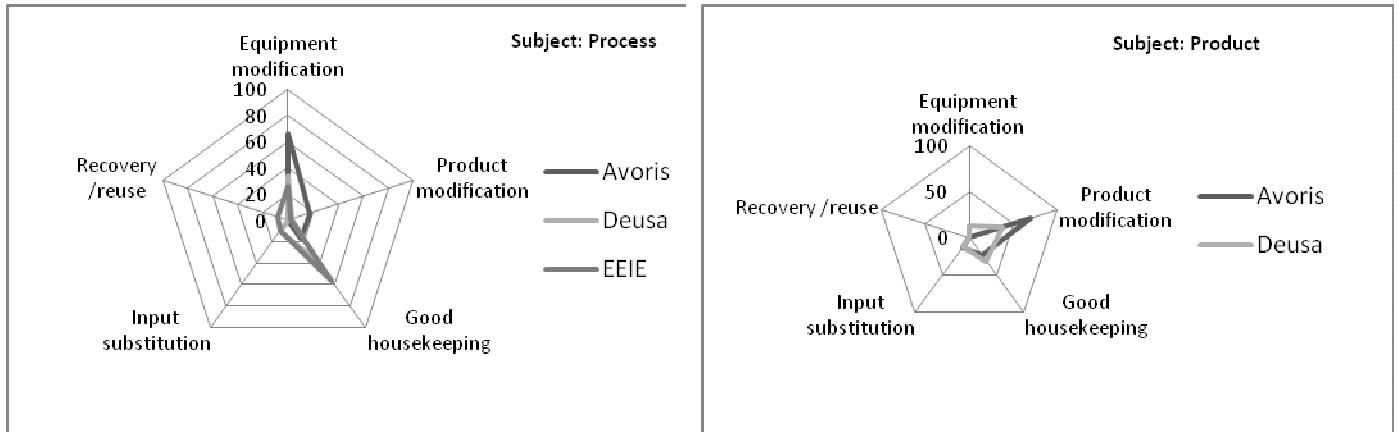 Subject: Process
Equipment
modification
100
80
60
40
20
0
Recovery
/reuse
Product
modification
Input
substitution
Good
housekeeping
Avoris
Deusa
EEIE
Subject: Product
Equipment
modification
100
50
0
Recovery /reuse
Product
modification
Input
substitution
Good
housekeeping
Avoris
Deusa